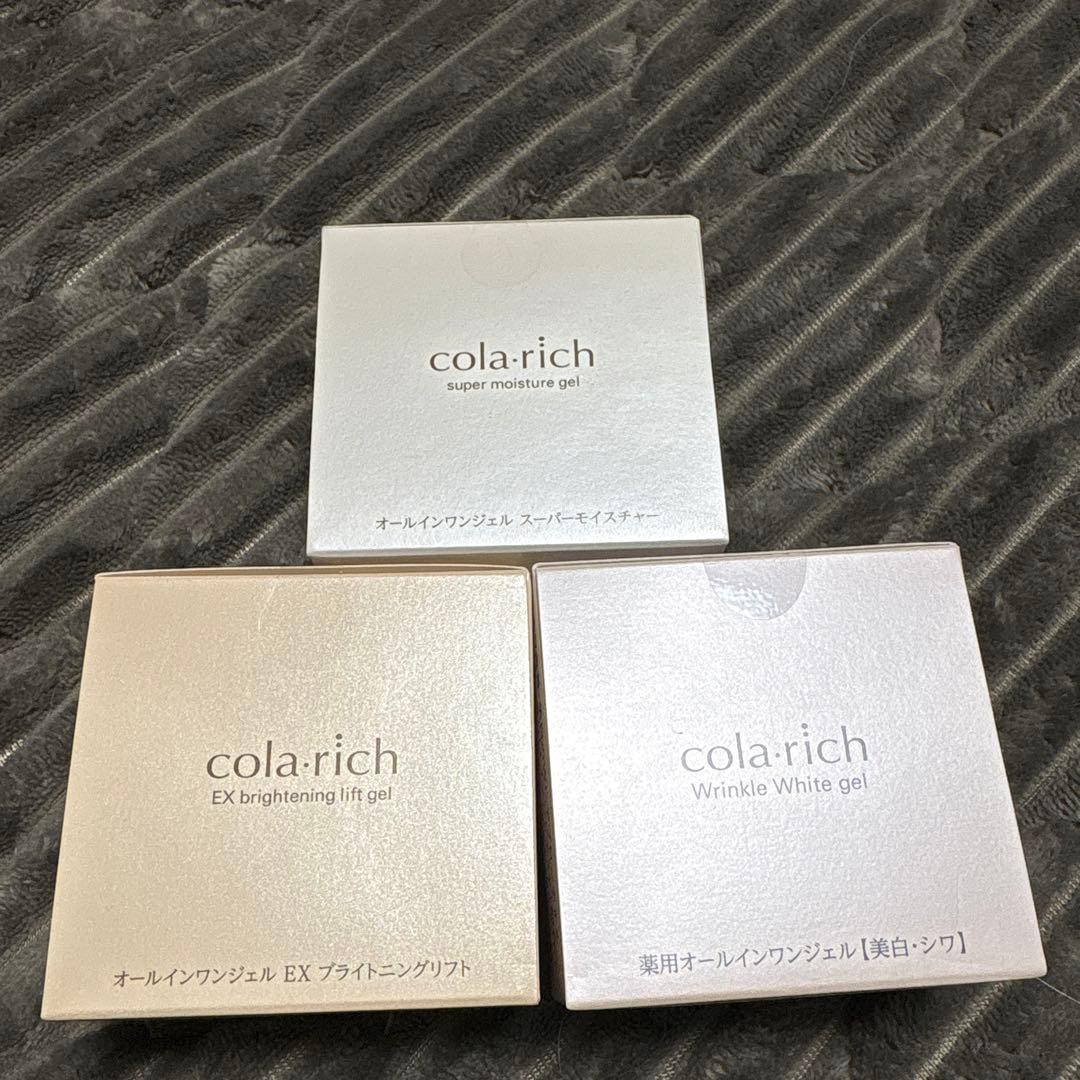 cola・rich
super moisture gel
オールインワンジェル スーパーモイスチャー
cola・rich
EX brightening lift gel
オールインワンジェル EX ブライトニングリフト
cola・rich
Wrinkle White gel
薬用オールインワンジェル【美白・シワ】